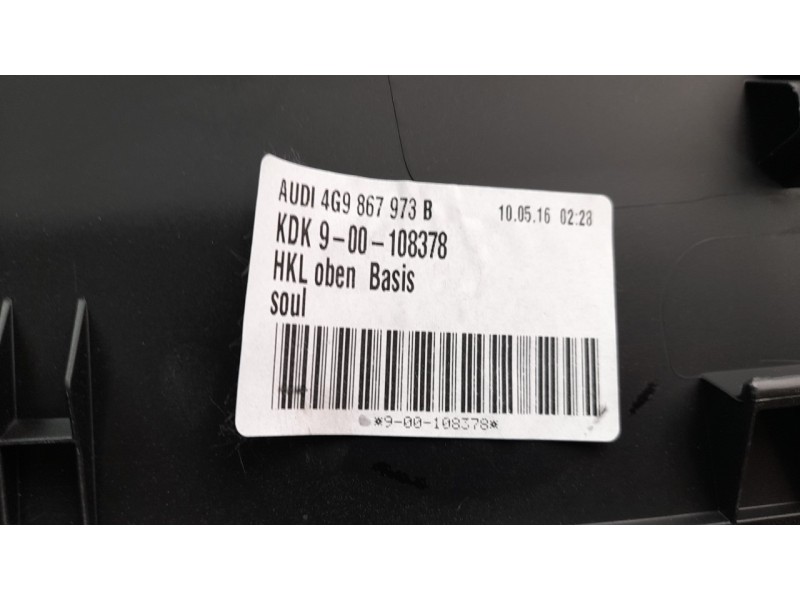 AUDI 4G9 867 973 B 10.05.16 02:28
KDK 9-00-108378
HKL oben Basis
soul
*9-00-108378*